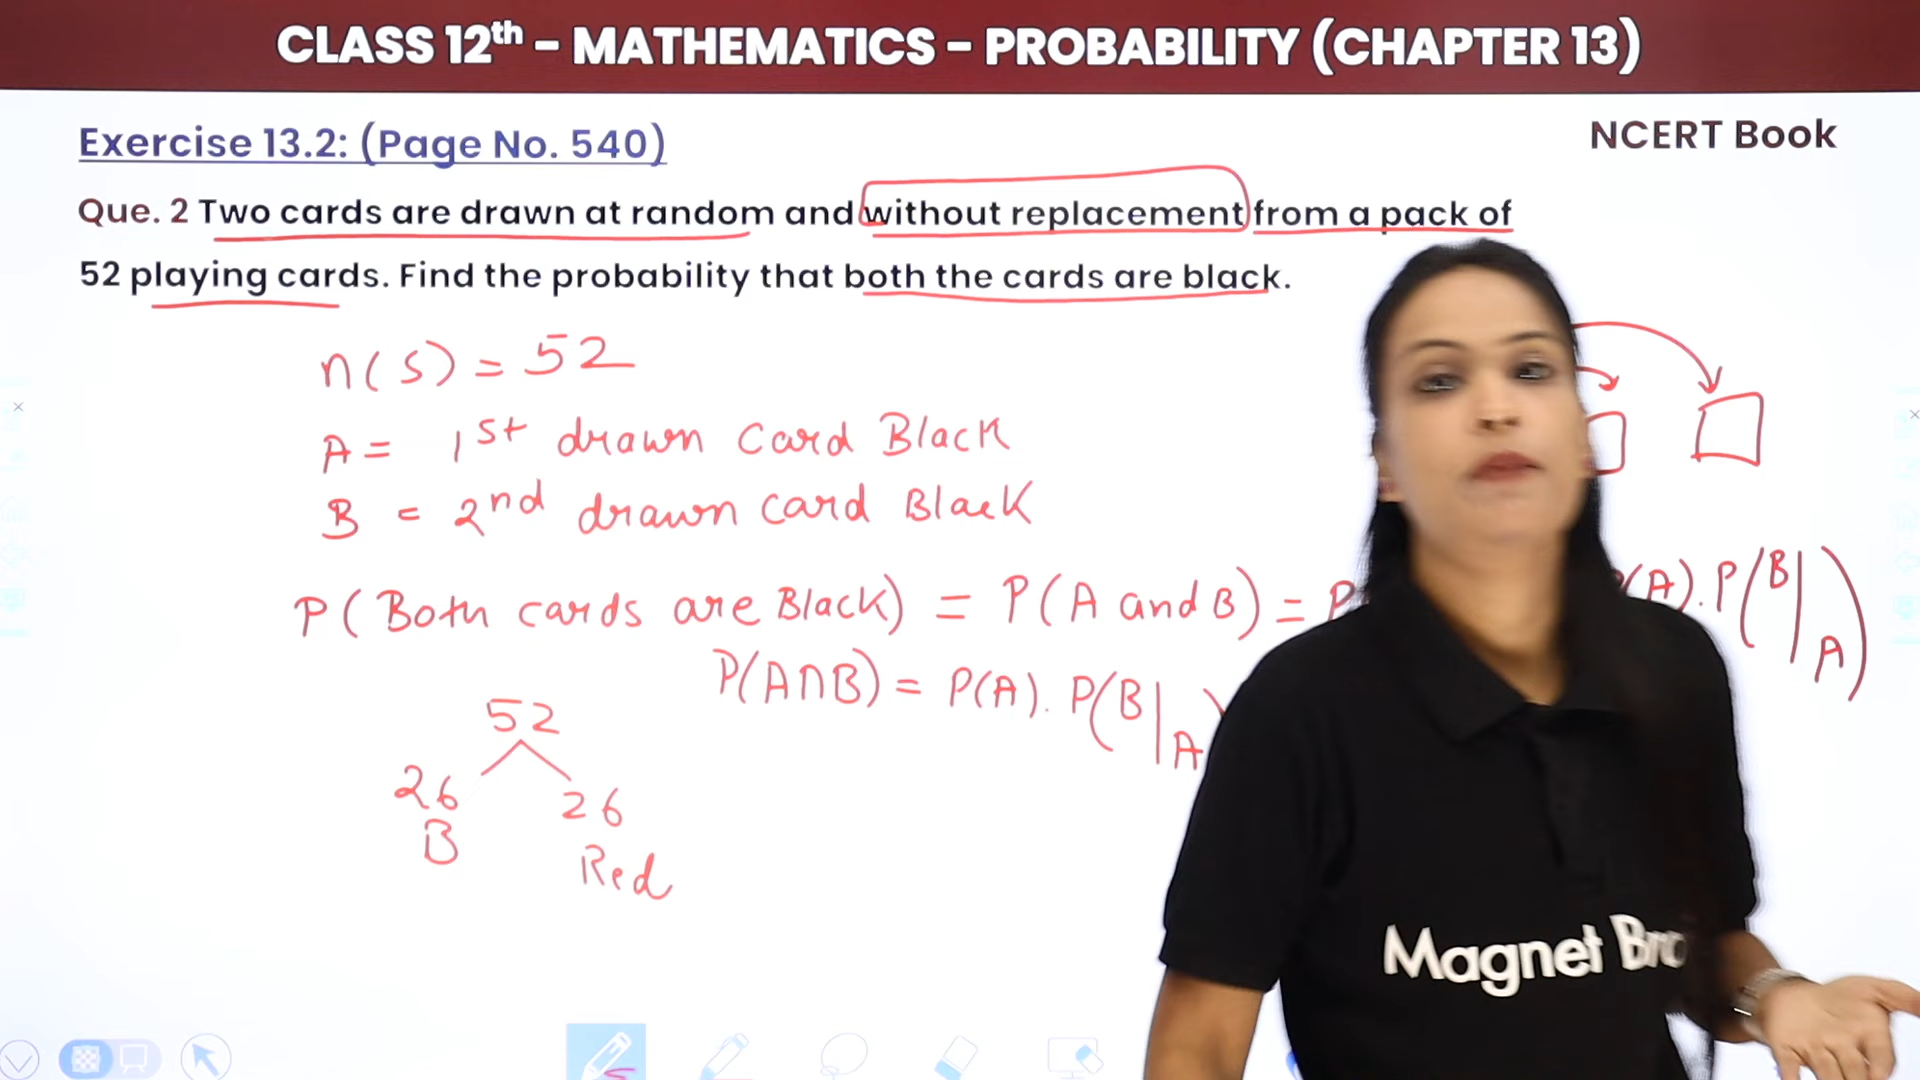 CLASS 12th - MATHEMATICS - PROBABILITY (CHAPTER 13)
Exercise 13.2: (Page No. 540)
NCERT Book
Que. 2 Two cards are drawn at random and without replacement from a pack of
52 playing cards. Find the probability that both the cards are black.
n(S) = 52
A = 1st drawn Card Black
B = 2nd drawn card Black
P(Both cards are Black) = P(A and B) = P (A). P(B|A)
P(A∩B) = P(A). P(B|A
52
26 26
B Red
Magnet